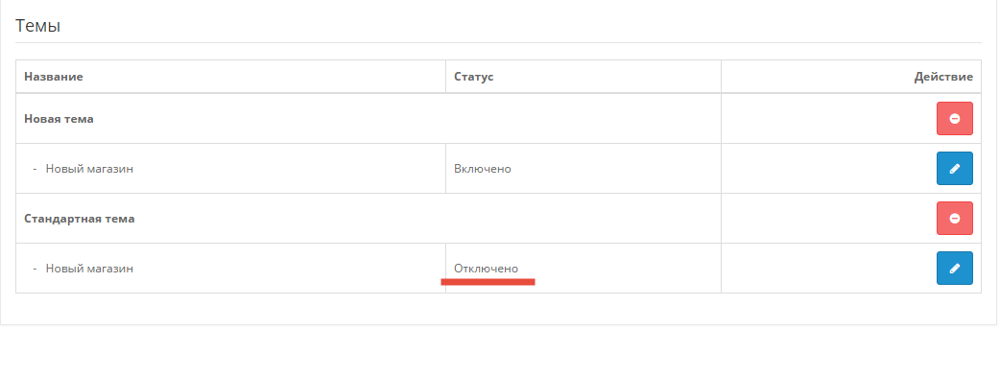 Темы
Название Статус Действие
Новая тема
- Новый магазин Включено
Стандартная тема
- Новый магазин Отключено